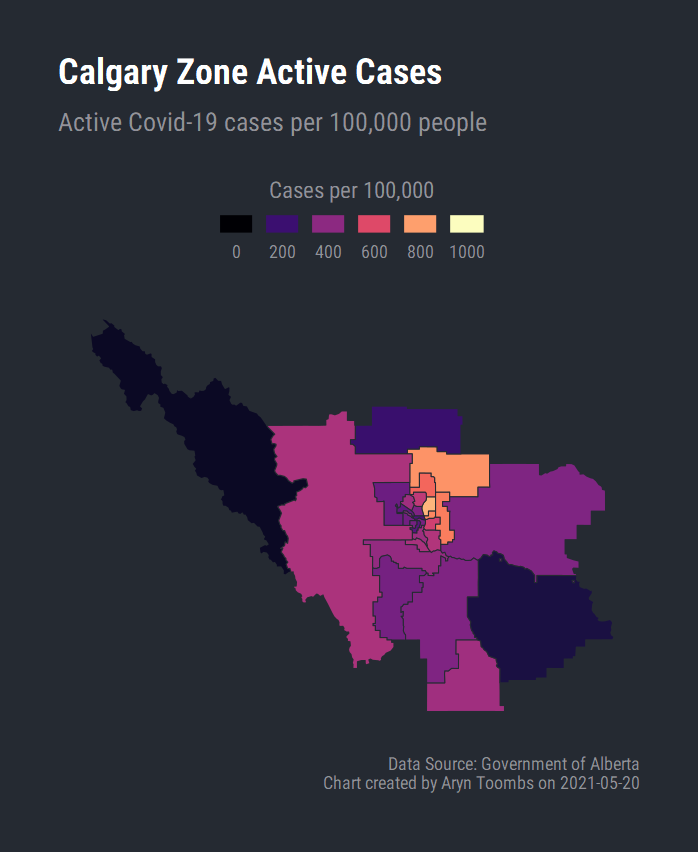 Calgary Zone Active Cases
Active Covid-19 cases per 100,000 people
Cases per 100,000
0 200 400 600 800 1000
Data Source: Government of Alberta
Chart created by Aryn Toombs on 2021-05-20